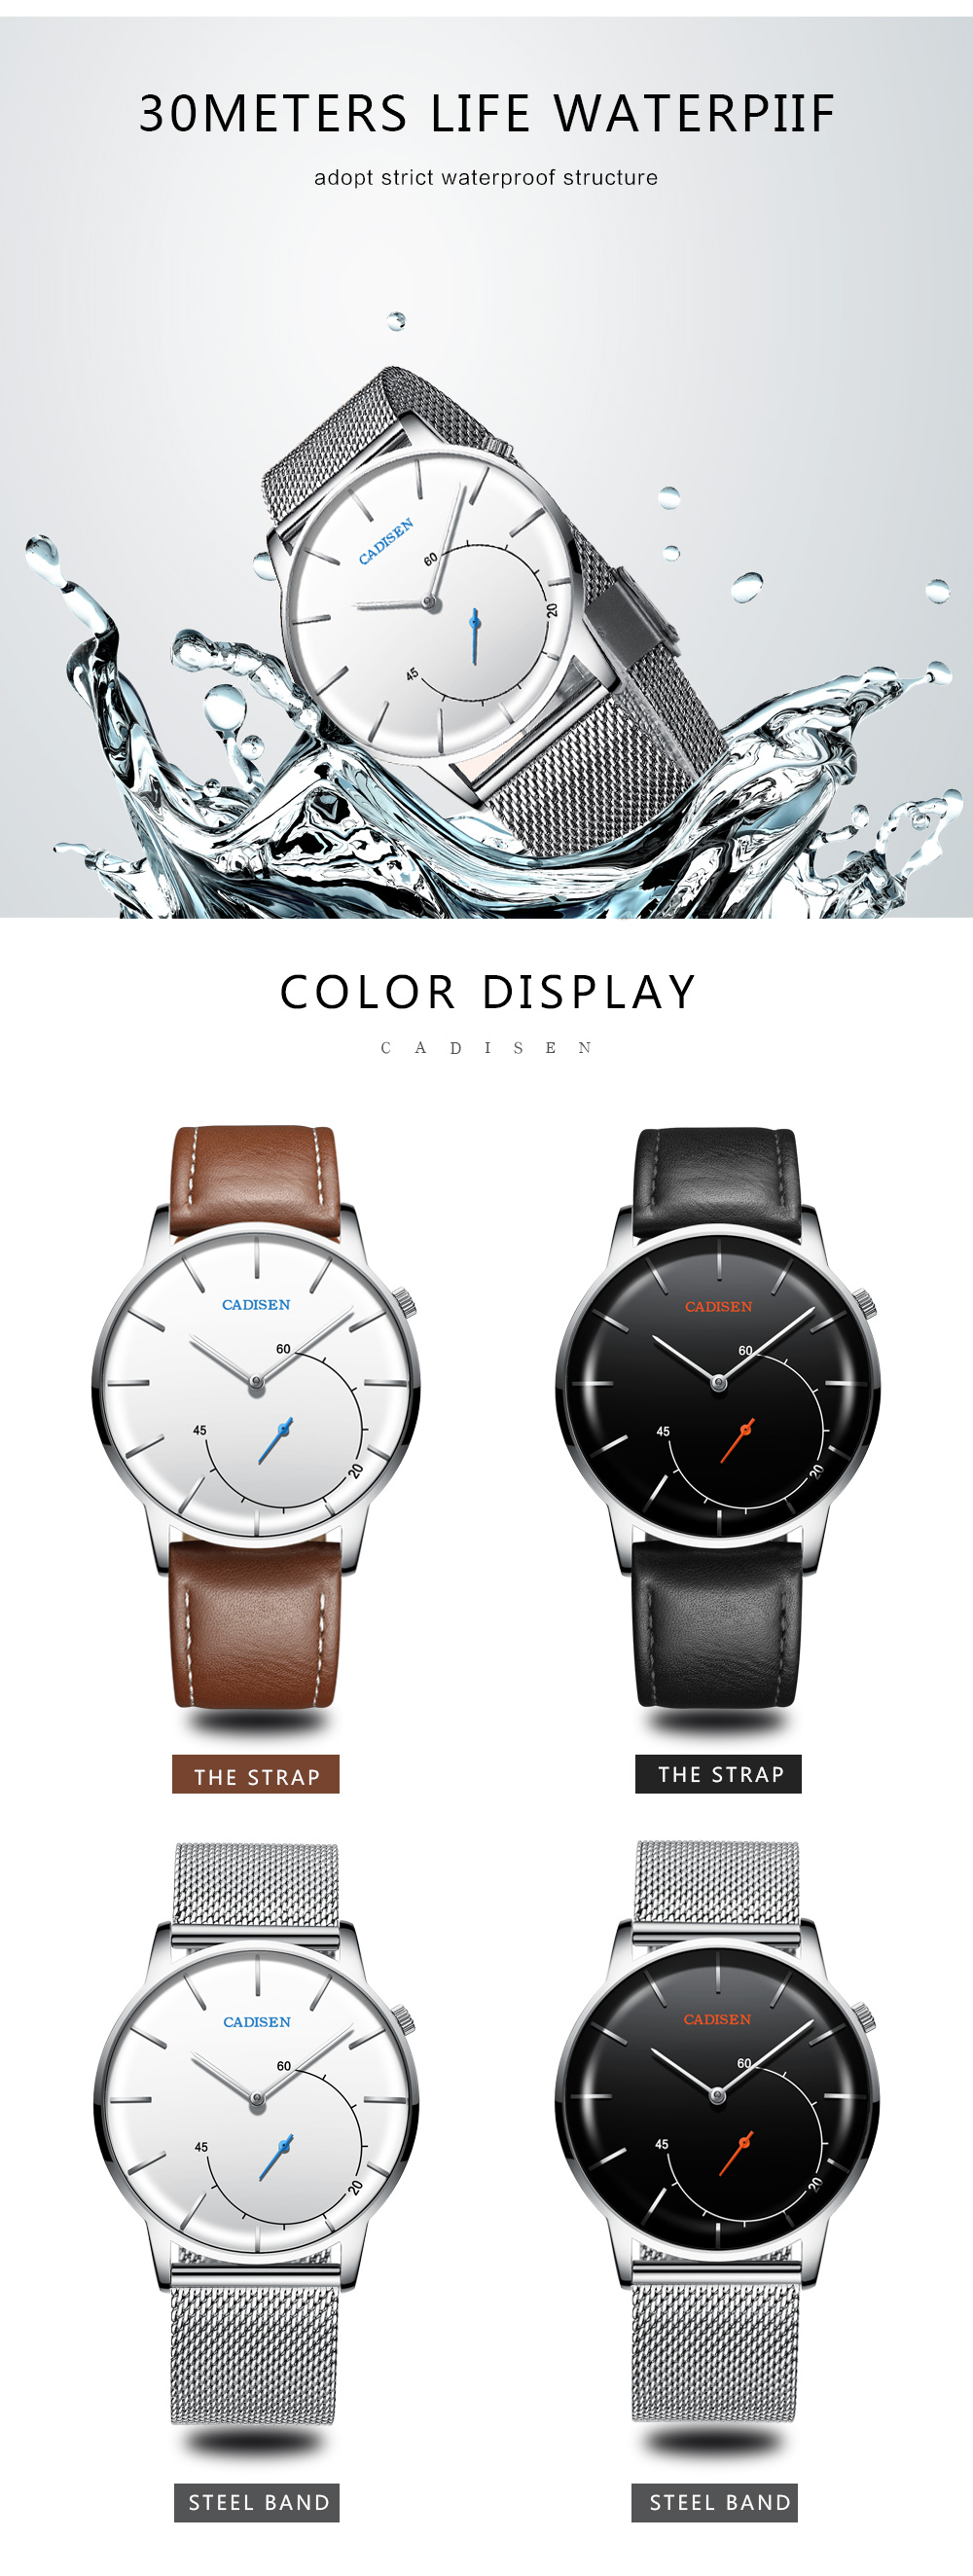 30METERS LIFE WATERPIIF
adopt strict waterproof structure
CADISEN
60
20
45
COLOR DISPLAY
CADISEN
CADISEN
60
45
20
CADISEN
60
45
20
THE STRAP
THE STRAP
CADISEN
60
45
20
CADISEN
60
45
20
STEEL BAND
STEEL BAND